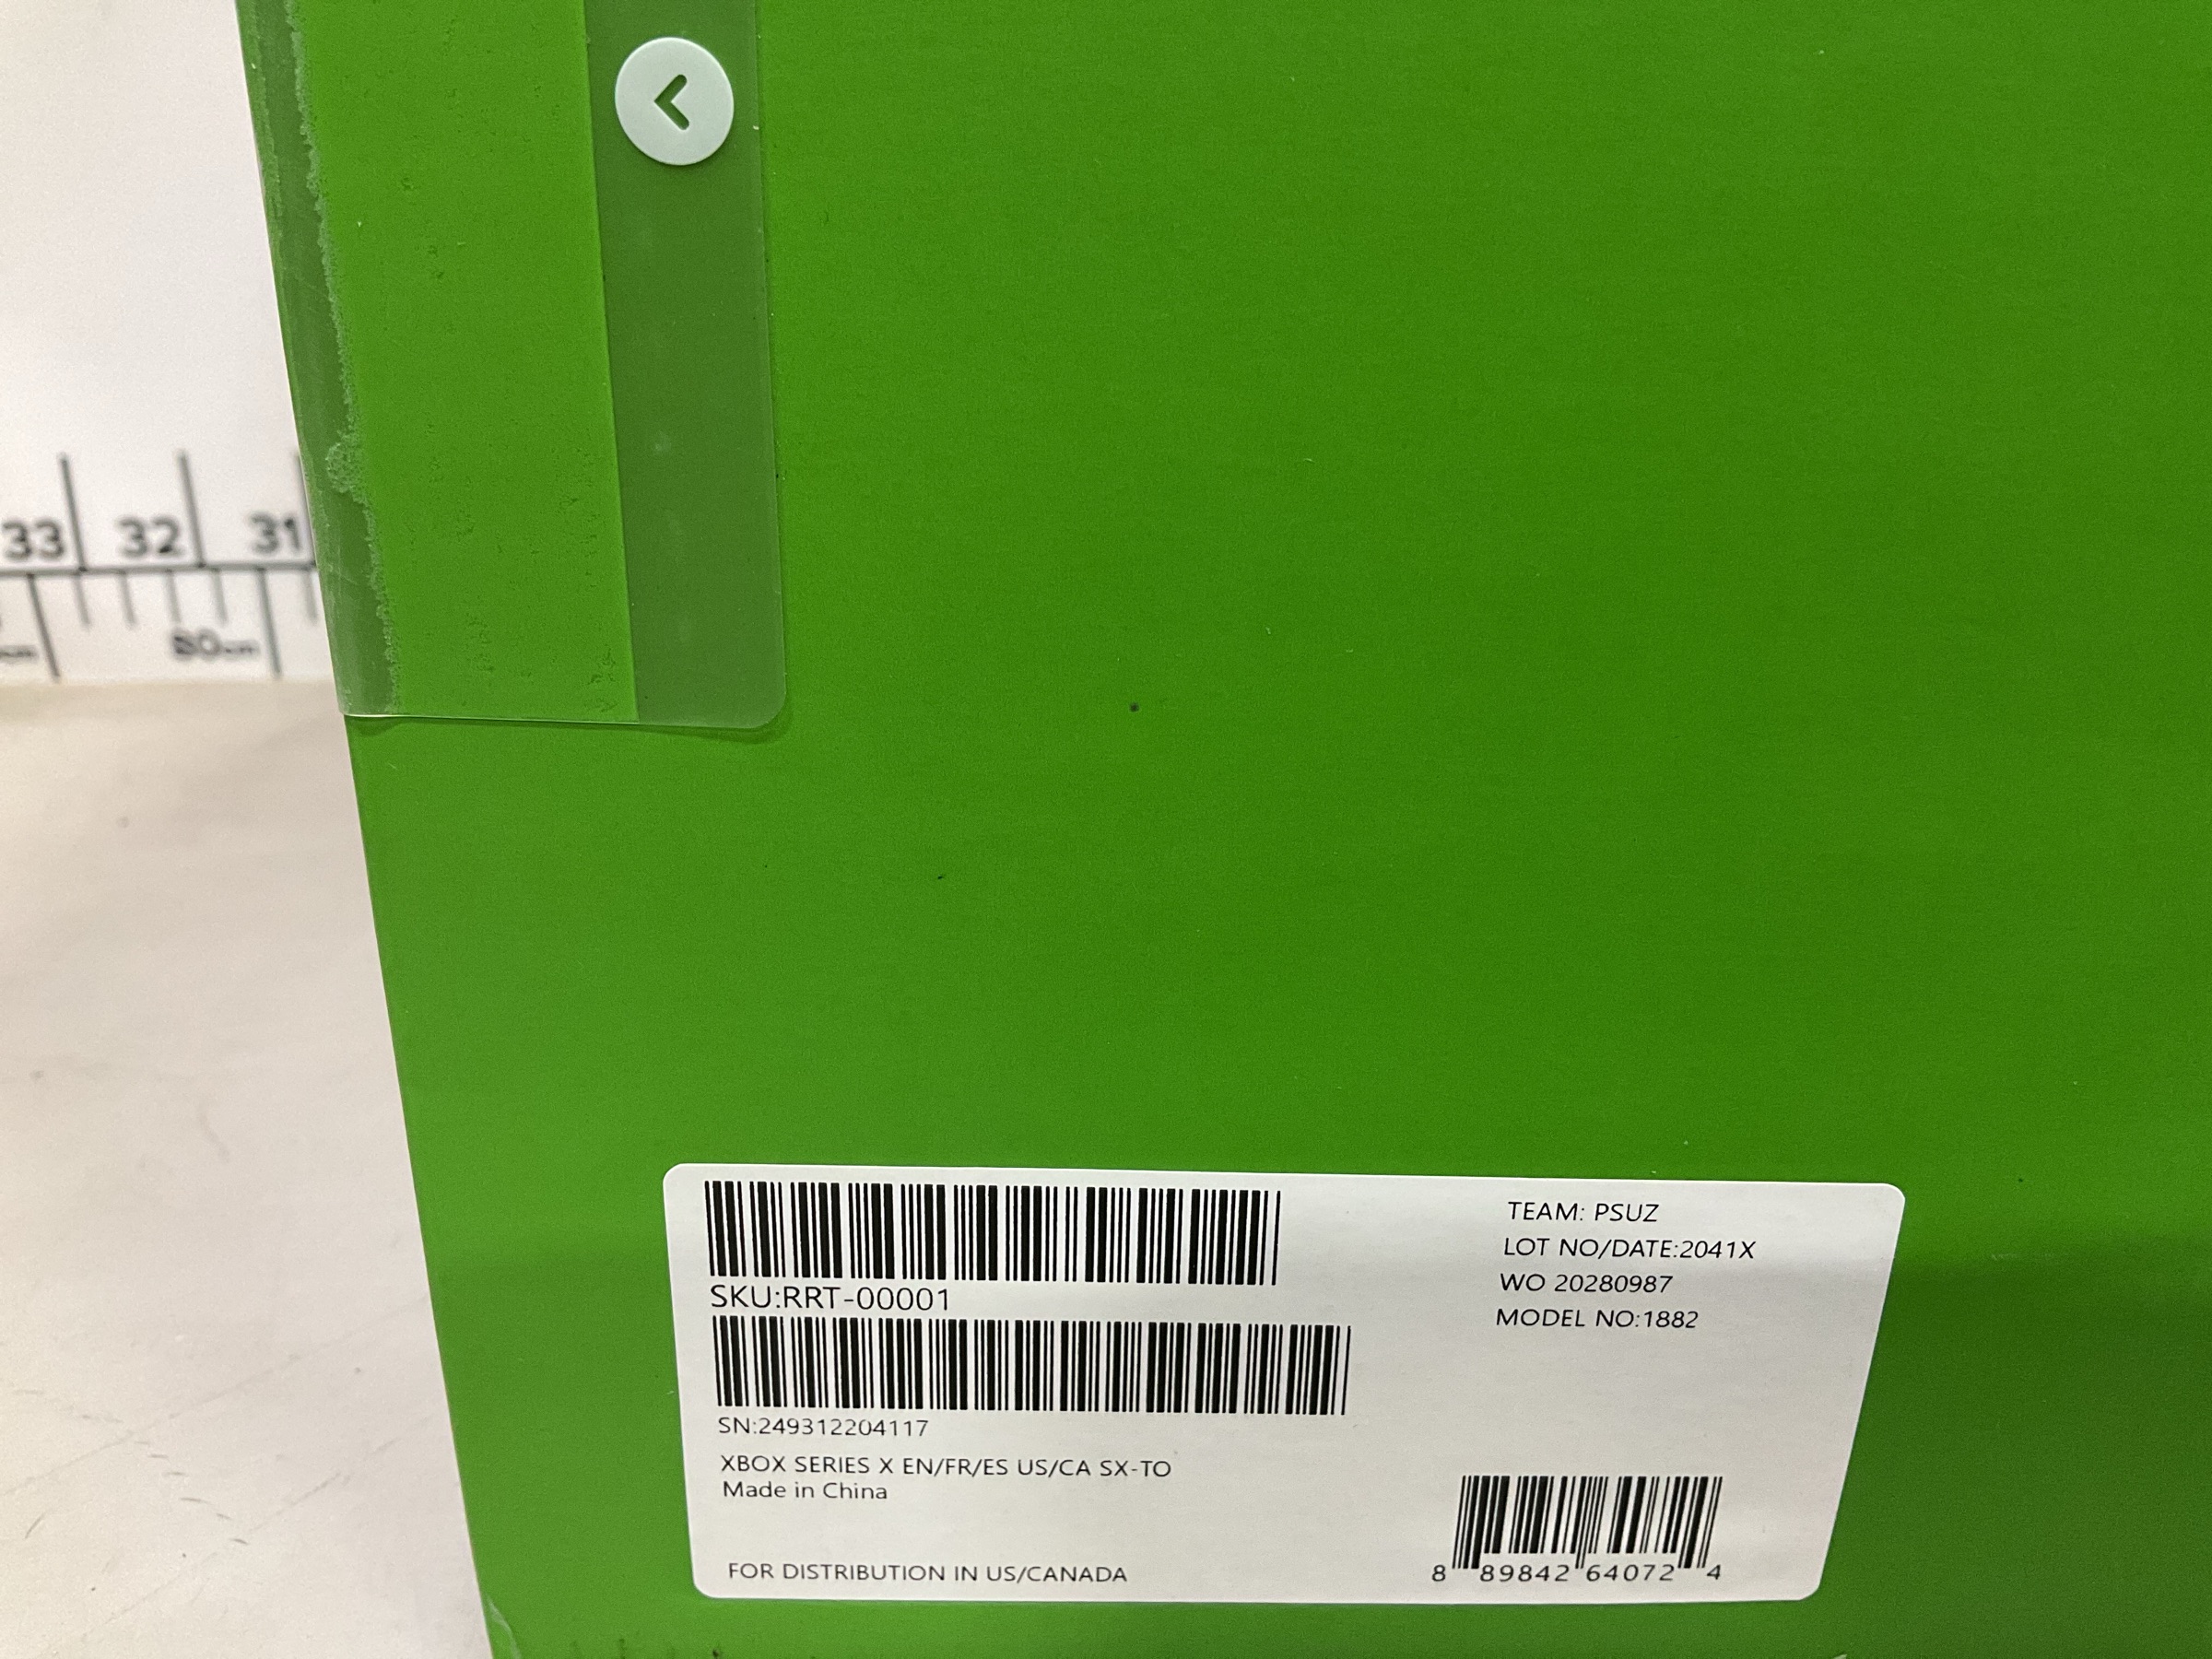 33 32 31
80cm
SKU:RRT-00001
SN:249312204117
XBOX SERIES X EN/FR/ES US/CA SX-TO
Made in China
FOR DISTRIBUTION IN US/CANADA
TEAM: PSUZ
LOT NO/DATE:2041X
WO 20280987
MODEL NO:1882
8 89842 64072 4